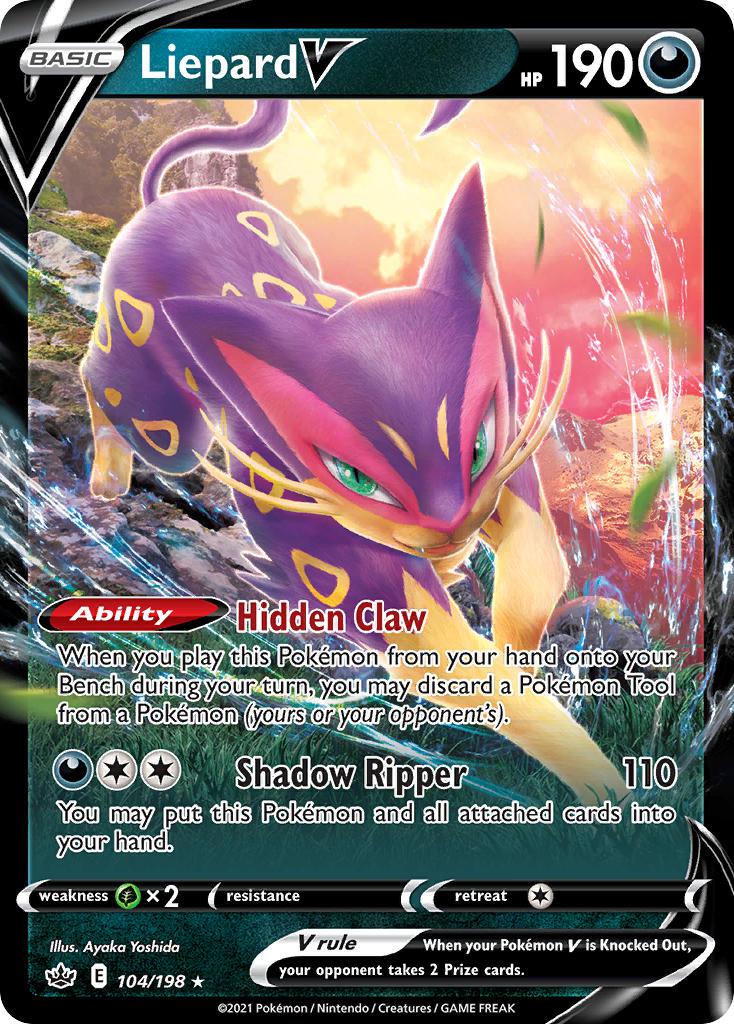 BASIC
Liepard V
HP 190
Ability Hidden Claw
When you play this Pokémon from your hand onto your
Bench during your turn, you may discard a Pokémon Tool
from a Pokémon (yours or your opponent's).
Shadow Ripper 110
You may put this Pokémon and all attached cards into
your hand.
weakness ×2 resistance retreat
Illus. Ayaka Yoshida
V rule When your Pokémon V is Knocked Out,
your opponent takes 2 Prize cards.
E 104/198 ★
©2021 Pokémon / Nintendo / Creatures / GAME FREAK